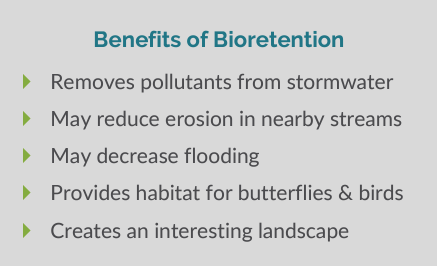 Benefits of Bioretention
Removes pollutants from stormwater
May reduce erosion in nearby streams
May decrease flooding
Provides habitat for butterflies & birds
Creates an interesting landscape